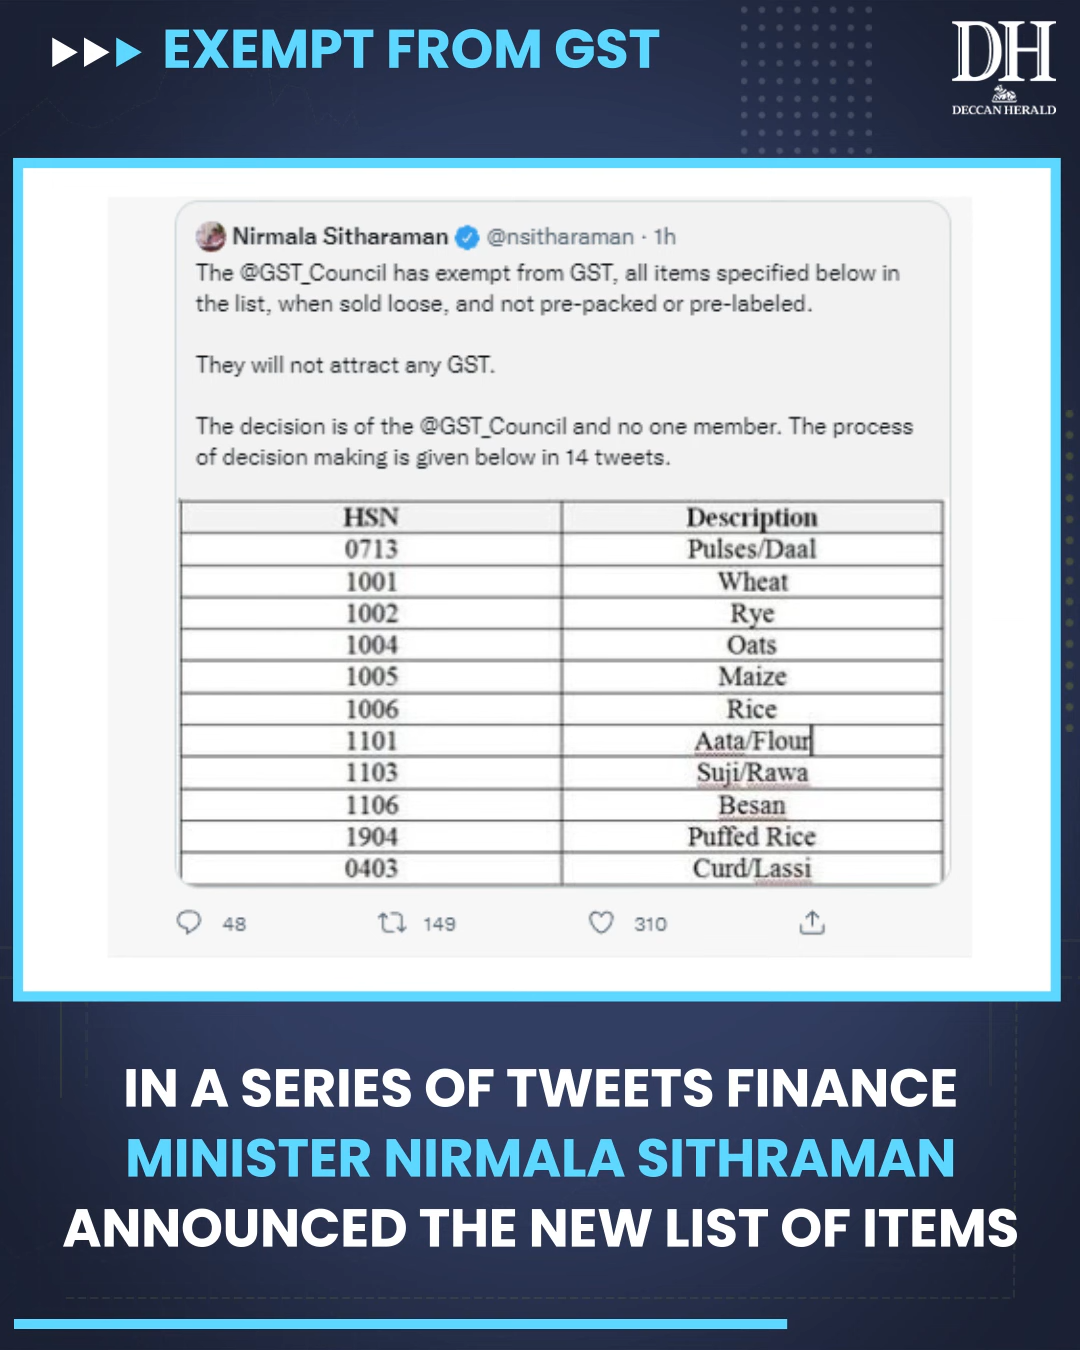 EXEMPT FROM GST
DH
DECCAN HERALD
Nirmala Sitharaman @nsitharaman · 1h
The @GST_Council has exempt from GST, all items specified below in
the list, when sold loose, and not pre-packed or pre-labeled.
They will not attract any GST.
The decision is of the @GST_Council and no one member. The process
of decision making is given below in 14 tweets.
HSN Description
0713 Pulses/Daal
1001 Wheat
1002 Rye
1004 Oats
1005 Maize
1006 Rice
1101 Aata/Flour
1103 Suji/Rawa
1106 Besan
1904 Puffed Rice
0403 Curd/Lassi
48 149 310
IN A SERIES OF TWEETS FINANCE
MINISTER NIRMALA SITHRAMAN
ANNOUNCED THE NEW LIST OF ITEMS